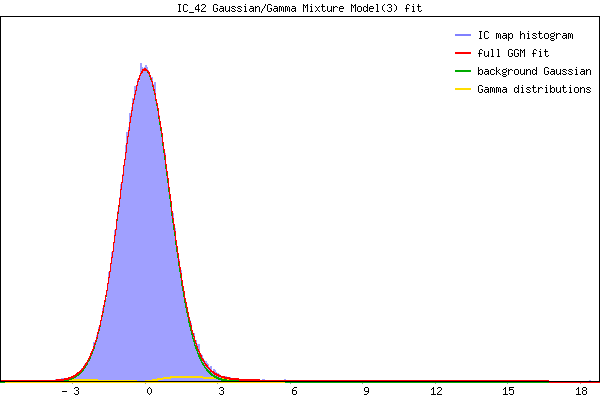 IC_42 Gaussian/Gamma Mixture Model(3) fit
IC map histogram
full GGM fit
background Gaussian
Gamma distributions
-3 0 3 6 9 12 15 18